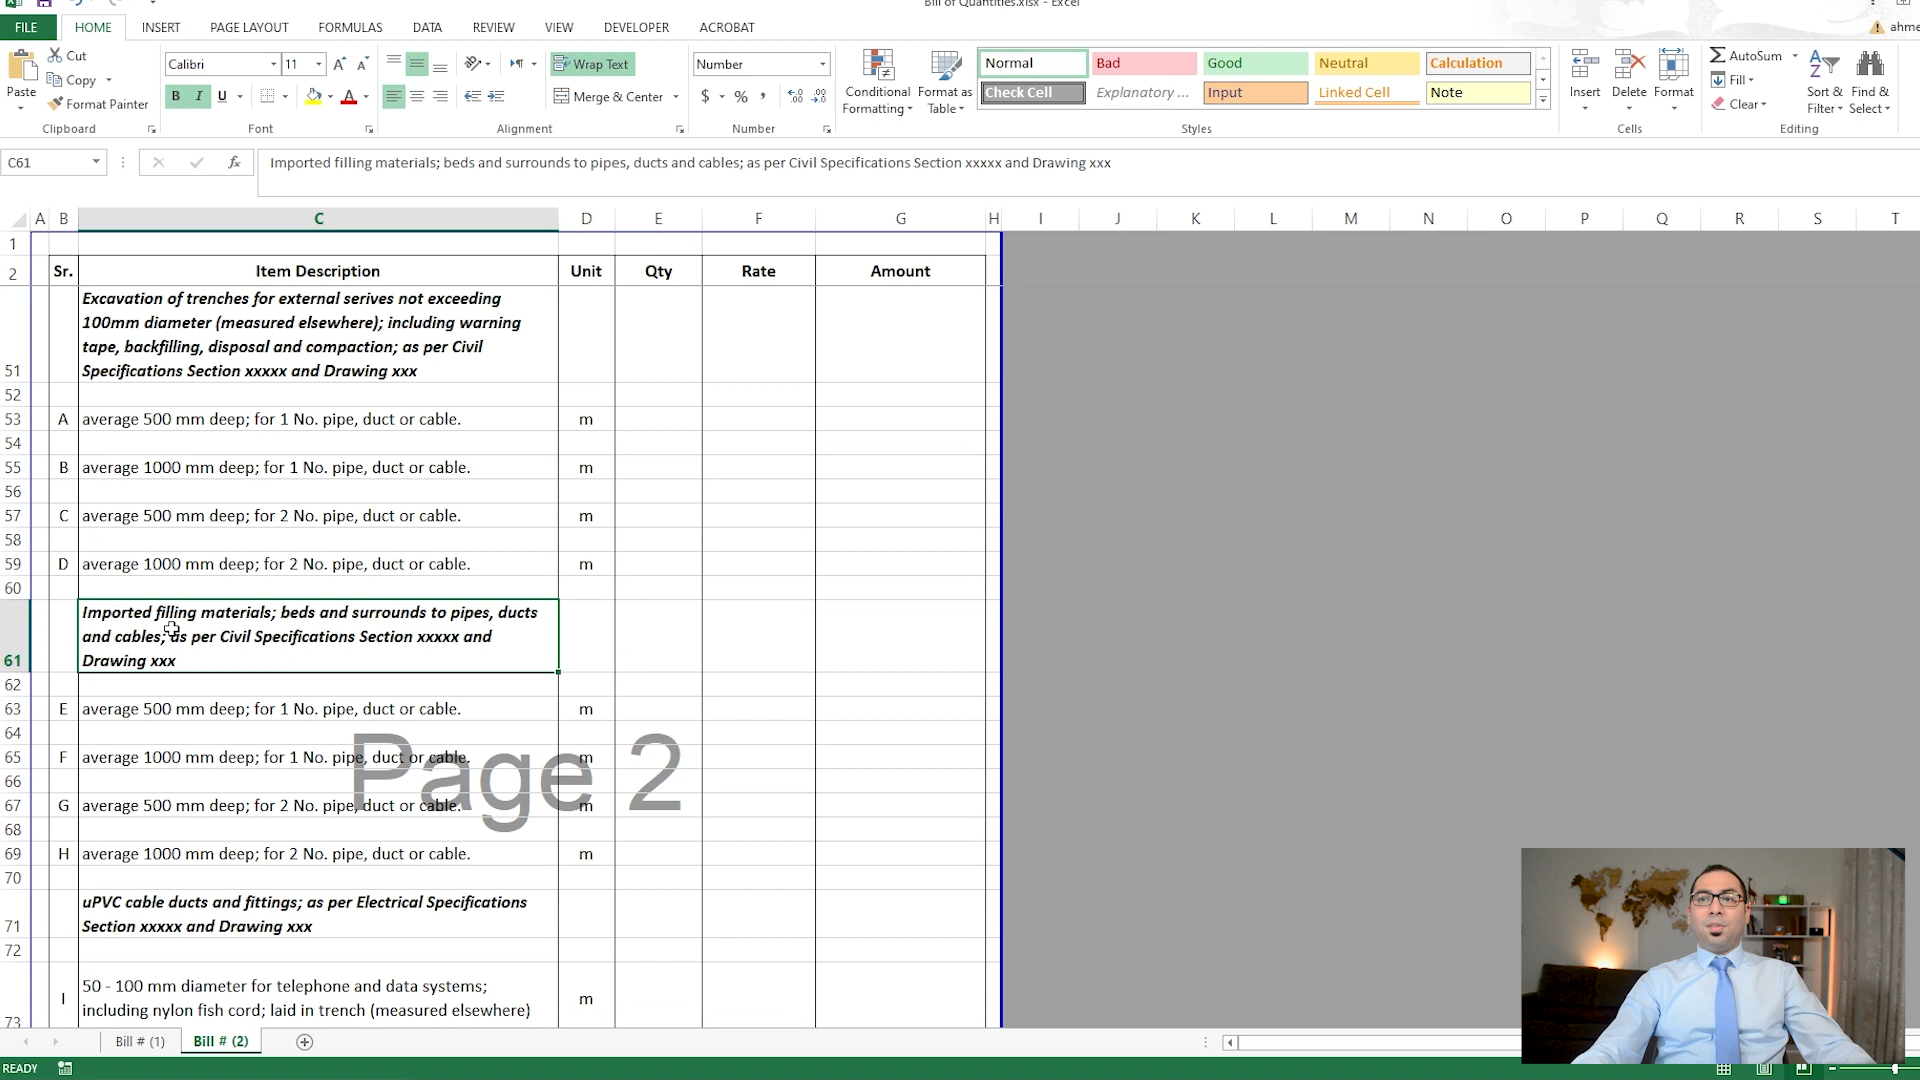 Bill of Quantities.xlsx - Excel
FILE HOME INSERT PAGE LAYOUT FORMULAS DATA REVIEW VIEW DEVELOPER ACROBAT
ahme
Paste
Cut
Copy
Format Painter
Clipboard
Calibri 11
B I U
Font
Wrap Text
Merge & Center
Alignment
Number
$ % ,
Number
Conditional Formatting
Format as Table
Normal Bad Good Neutral Calculation
Check Cell Explanatory ... Input Linked Cell Note
Styles
Insert Delete Format
Cells
AutoSum
Fill
Clear
Sort & Filter
Find & Select
Editing
C61 fx Imported filling materials; beds and surrounds to pipes, ducts and cables; as per Civil Specifications Section xxxxx and Drawing xxx
A B C D E F G H I J K L M N O P Q R S T
1
2 Sr. Item Description Unit Qty Rate Amount
Excavation of trenches for external serives not exceeding
100mm diameter (measured elsewhere); including warning
tape, backfilling, disposal and compaction; as per Civil
51 Specifications Section xxxxx and Drawing xxx
52
53 A average 500 mm deep; for 1 No. pipe, duct or cable. m
54
55 B average 1000 mm deep; for 1 No. pipe, duct or cable. m
56
57 C average 500 mm deep; for 2 No. pipe, duct or cable. m
58
59 D average 1000 mm deep; for 2 No. pipe, duct or cable. m
60
Imported filling materials; beds and surrounds to pipes, ducts
and cables; as per Civil Specifications Section xxxxx and
61 Drawing xxx
62
63 E average 500 mm deep; for 1 No. pipe, duct or cable. m
64
65 F average 1000 mm deep; for 1 No. pipe, duct or cable. m
Page 2
66
67 G average 500 mm deep; for 2 No. pipe, duct or cable. m
68
69 H average 1000 mm deep; for 2 No. pipe, duct or cable. m
70
uPVC cable ducts and fittings; as per Electrical Specifications
71 Section xxxxx and Drawing xxx
72
50 - 100 mm diameter for telephone and data systems;
I m
including nylon fish cord; laid in trench (measured elsewhere)
73
Bill # (1) Bill # (2)
READY